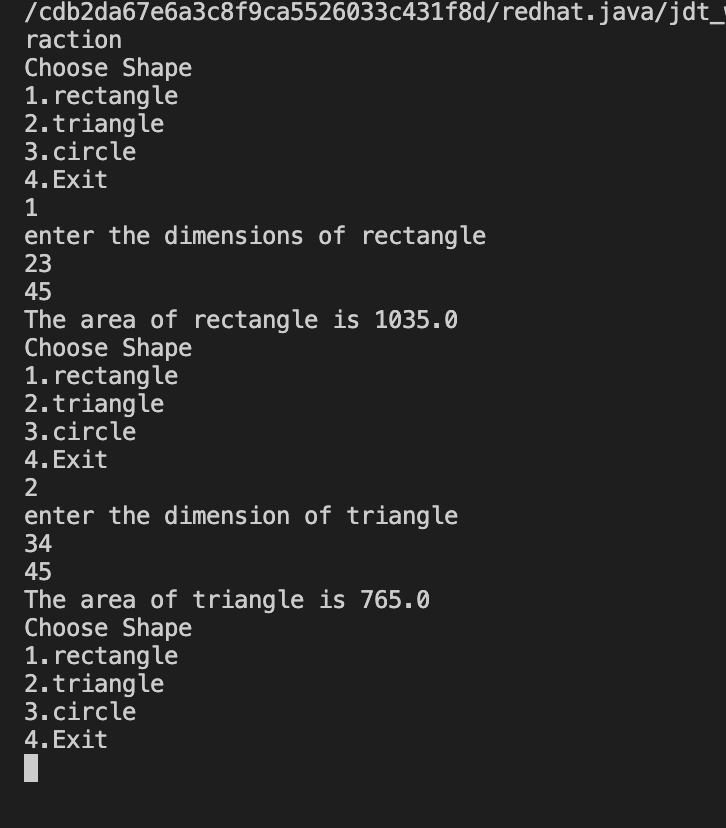 /cdb2da67e6a3c8f9ca5526033c431f8d/redhat.java/jdt_
raction
Choose Shape
1.rectangle
2.triangle
3.circle
4.Exit
1
enter the dimensions of rectangle
23
45
The area of rectangle is 1035.0
Choose Shape
1.rectangle
2.triangle
3.circle
4.Exit
2
enter the dimension of triangle
34
45
The area of triangle is 765.0
Choose Shape
1.rectangle
2.triangle
3.circle
4.Exit